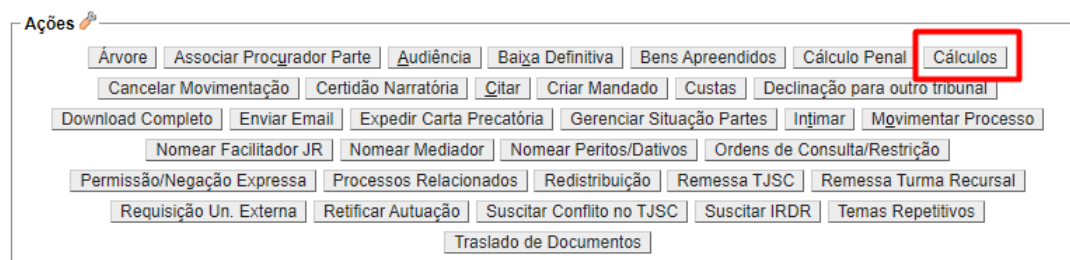 Ações
Árvore Associar Procurador Parte Audiência Baixa Definitiva Bens Apreendidos Cálculo Penal Cálculos
Cancelar Movimentação Certidão Narratória Citar Criar Mandado Custas Declinação para outro tribunal
Download Completo Enviar Email Expedir Carta Precatória Gerenciar Situação Partes Intimar Movimentar Processo
Nomear Facilitador JR Nomear Mediador Nomear Peritos/Dativos Ordens de Consulta/Restrição
Permissão/Negação Expressa Processos Relacionados Redistribuição Remessa TJSC Remessa Turma Recursal
Requisição Un. Externa Retificar Autuação Suscitar Conflito no TJSC Suscitar IRDR Temas Repetitivos
Traslado de Documentos